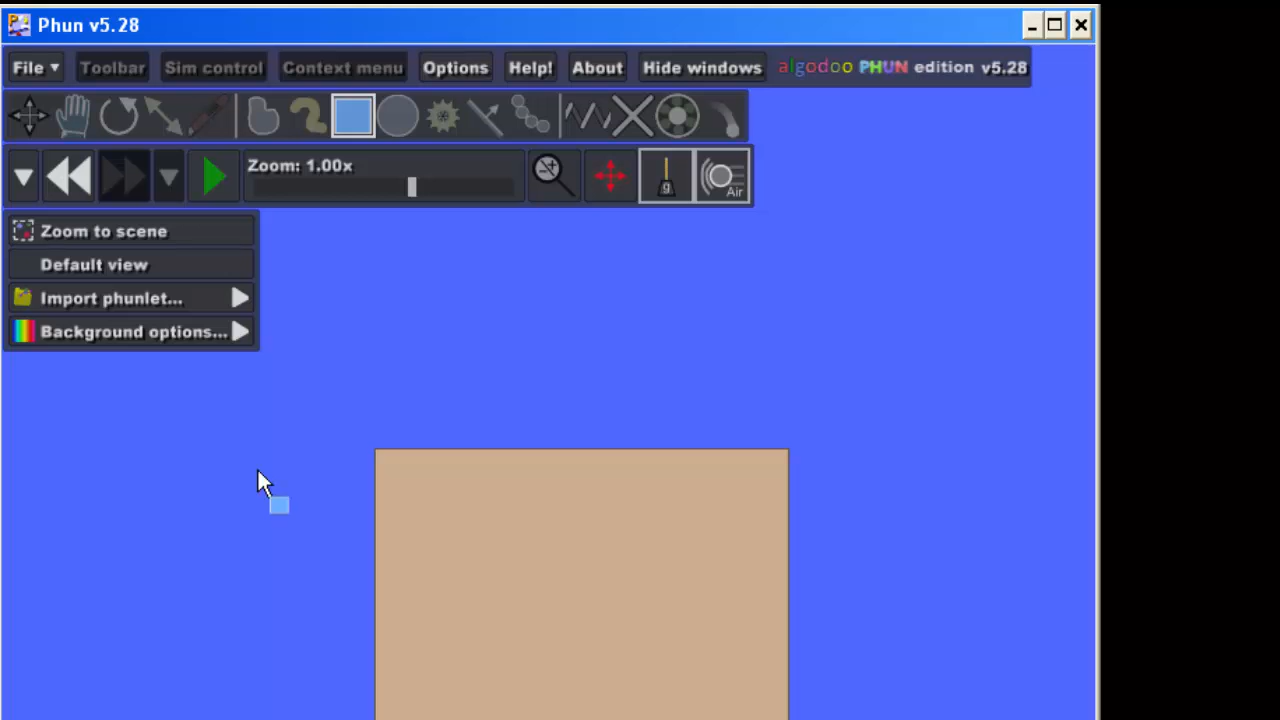 Phun v5.28
File Toolbar Sim control Context menu Options Help! About Hide windows algodoo PHUN edition v5.28
Zoom: 1.00x
g
Air
Zoom to scene
Default view
Import phunlet...
Background options...